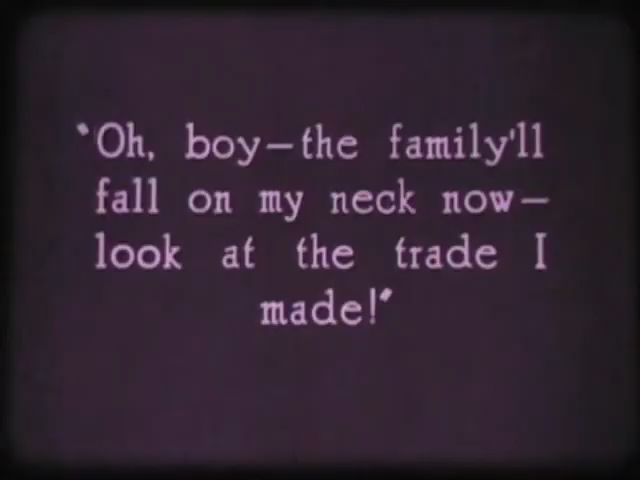 "Oh, boy—the family'll
fall on my neck now—
look at the trade I
made!"